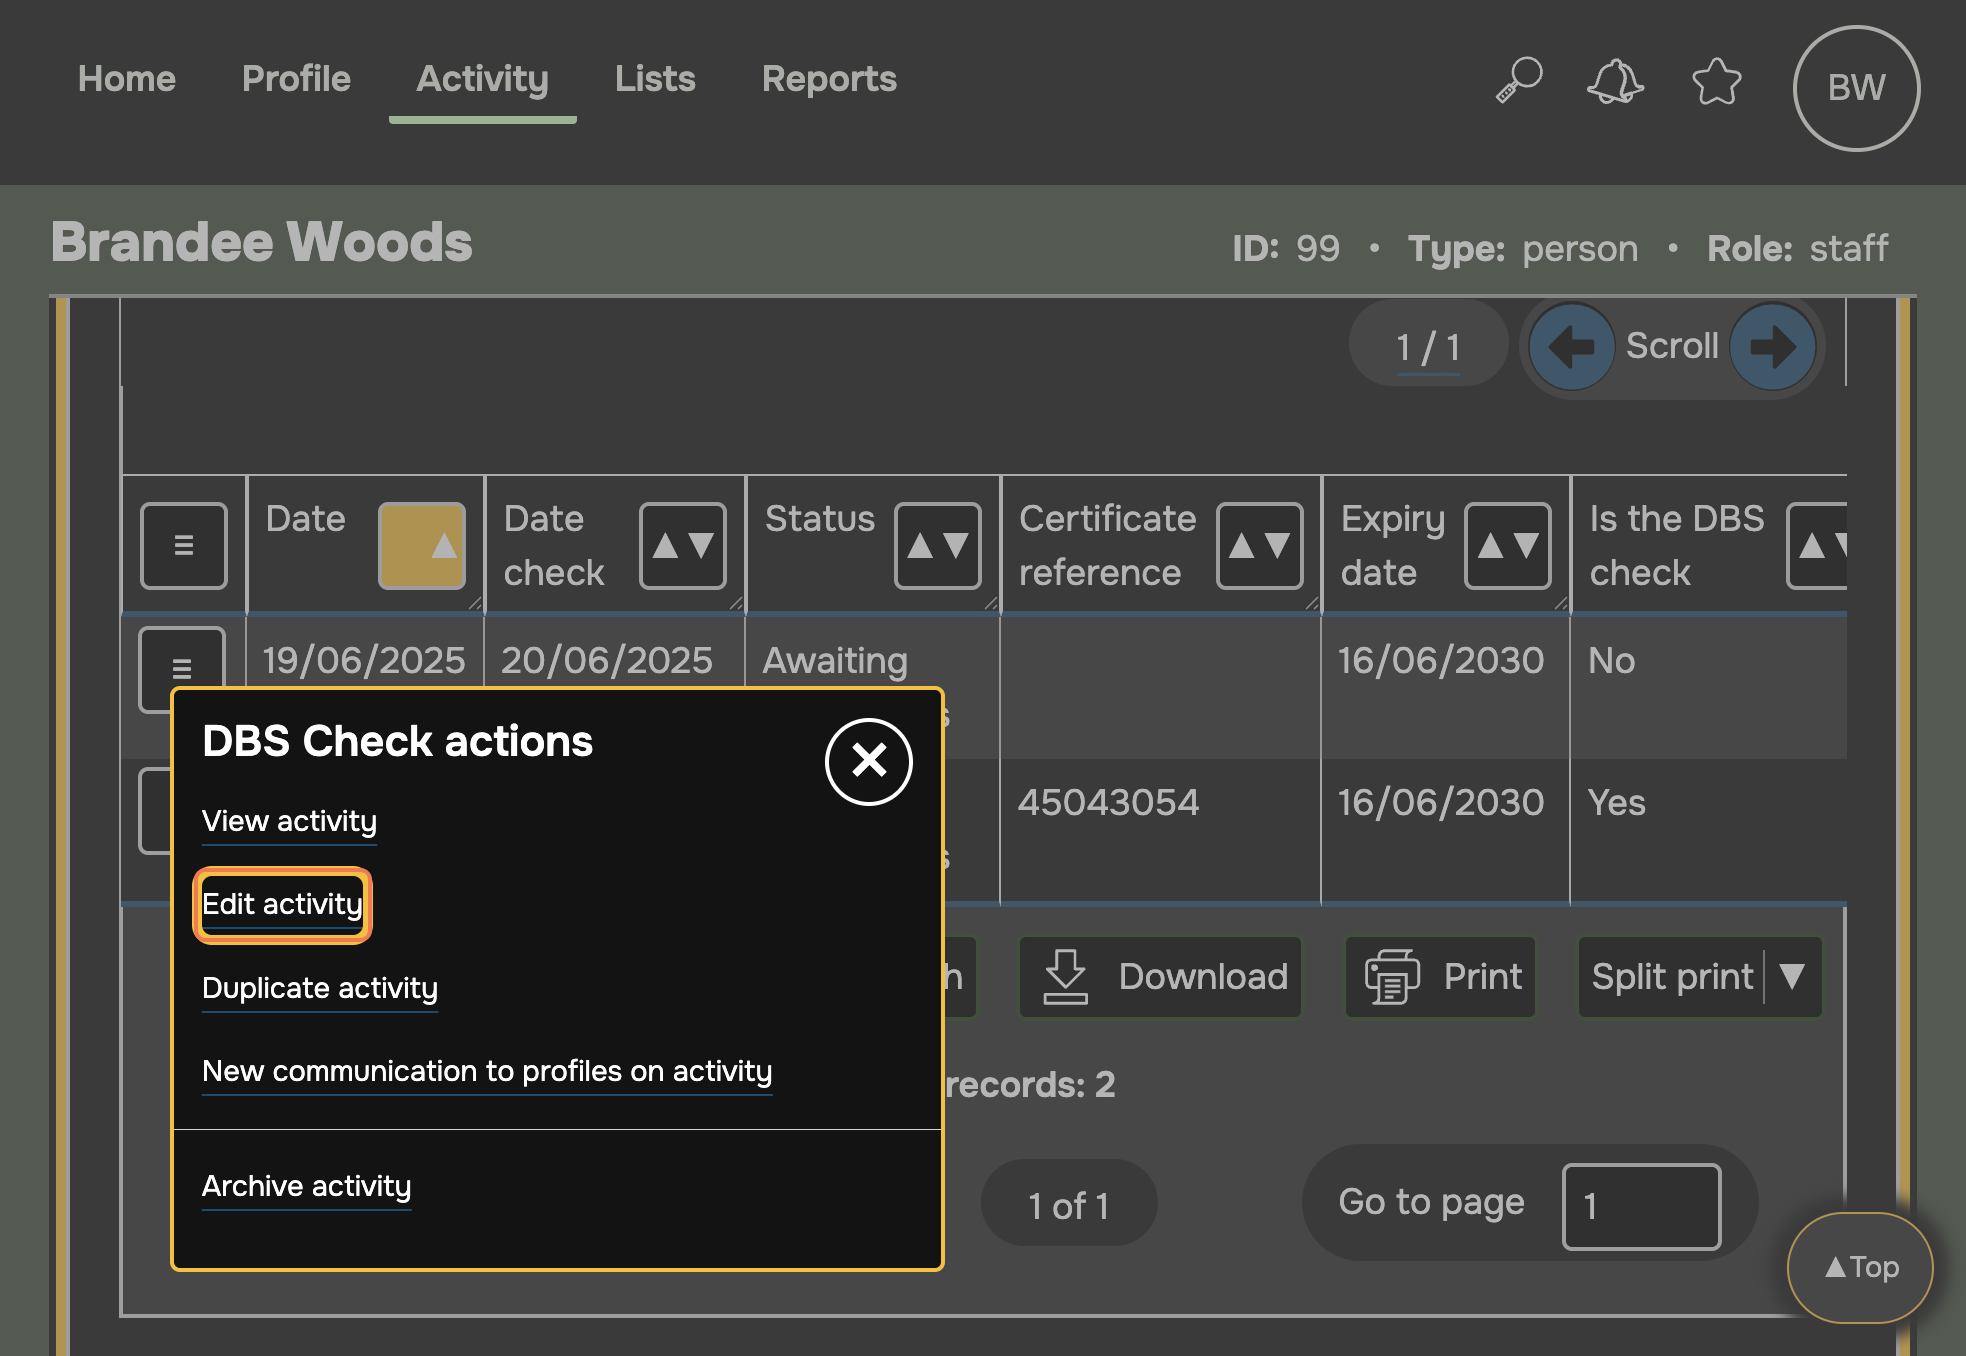 Home Profile Activity Lists Reports BW
Brandee Woods
ID: 99 • Type: person • Role: staff
1 / 1 Scroll
Date Date check Status Certificate reference Expiry date Is the DBS check
19/06/2025 20/06/2025 Awaiting 16/06/2030 No
45043054 16/06/2030 Yes
DBS Check actions
View activity
Edit activity
Duplicate activity
New communication to profiles on activity
Archive activity
Download Print Split print
records: 2
1 of 1 Go to page 1
Top